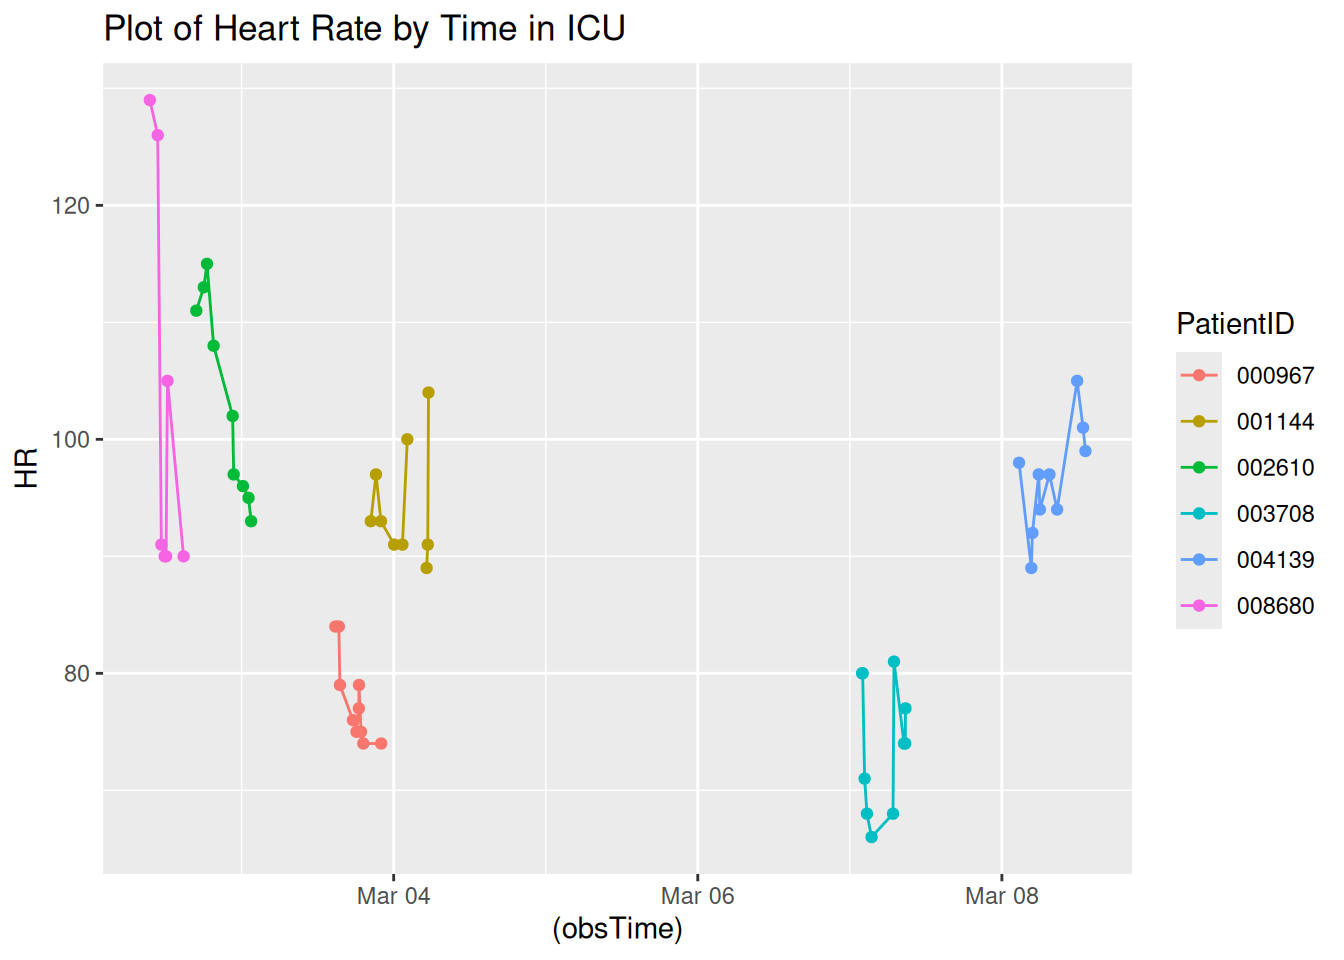 Plot of Heart Rate by Time in ICU
HR
120
100
80
Mar 04
Mar 06
Mar 08
(obsTime)
PatientID
000967
001144
002610
003708
004139
008680